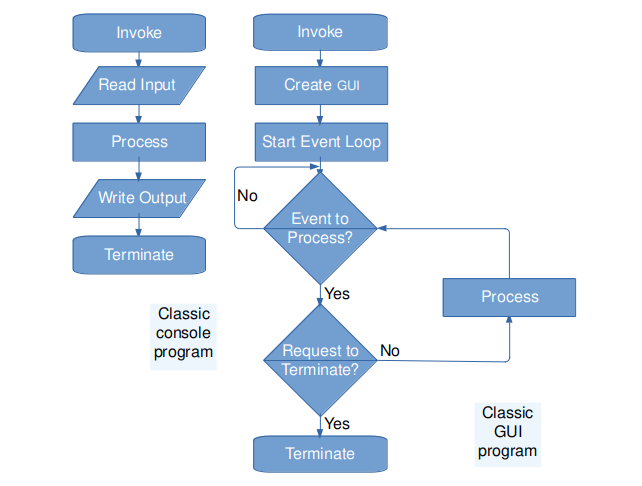 Invoke
Read Input
Process
Write Output
Terminate
Classic
console
program
Invoke
Create GUI
Start Event Loop
No
Event to
Process?
Yes
Process
Request to
Terminate?
No
Yes
Terminate
Classic
GUI
program